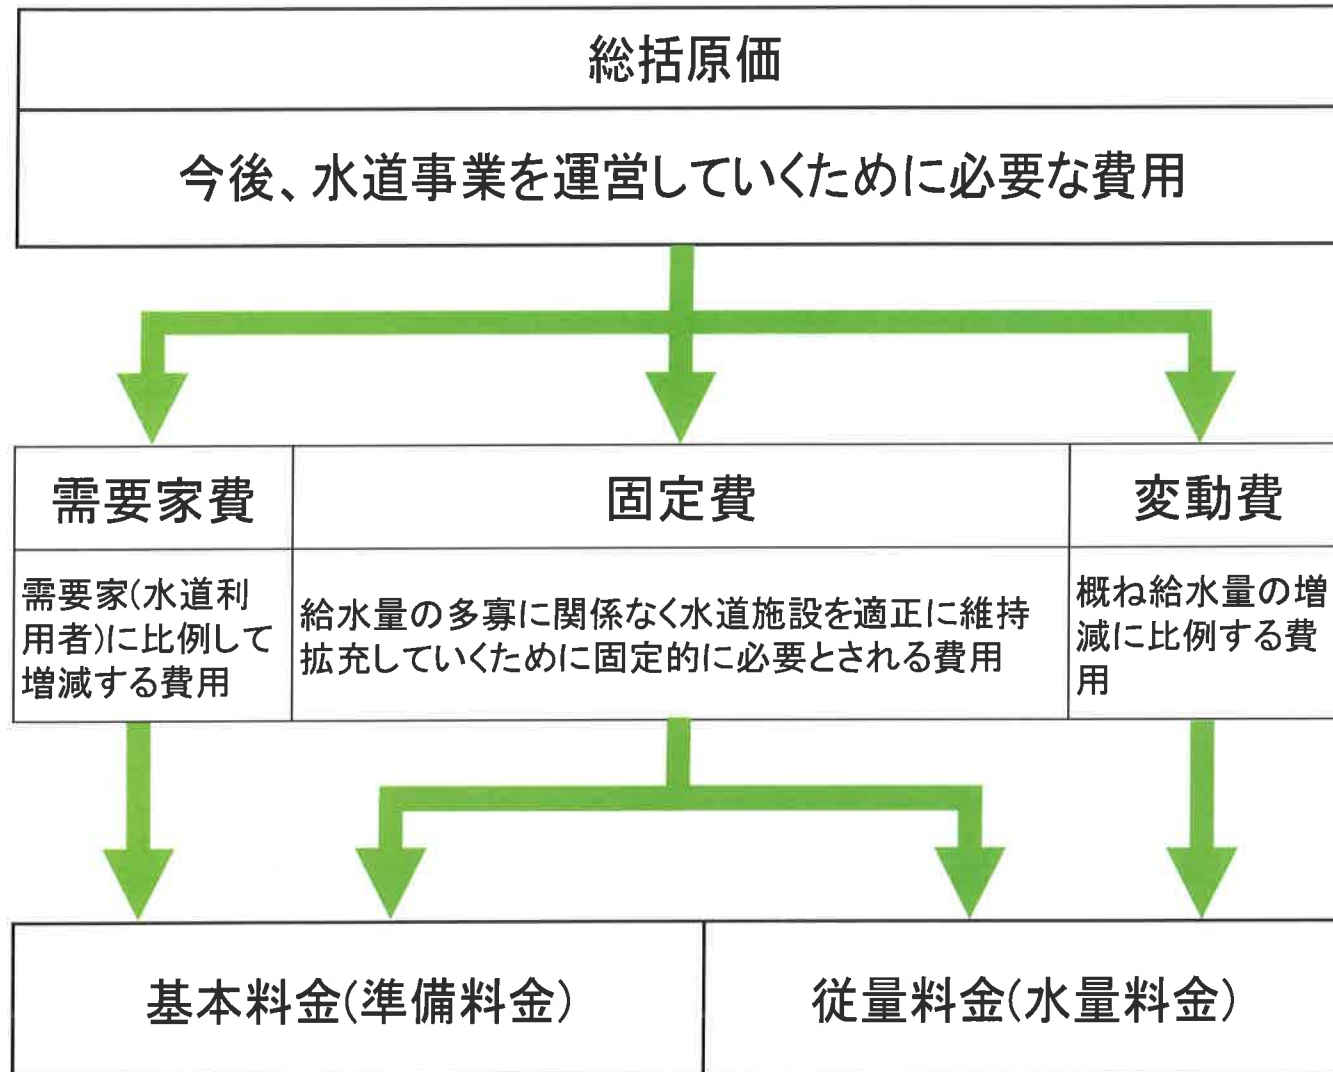 総括原価
今後、水道事業を運営していくために必要な費用
需要家費
固定費
変動費
需要家(水道利
用者)に比例して
増減する費用
給水量の多寡に関係なく水道施設を適正に維持
拡充していくために固定的に必要とされる費用
概ね給水量の増
減に比例する費
用
基本料金(準備料金)
従量料金(水量料金)